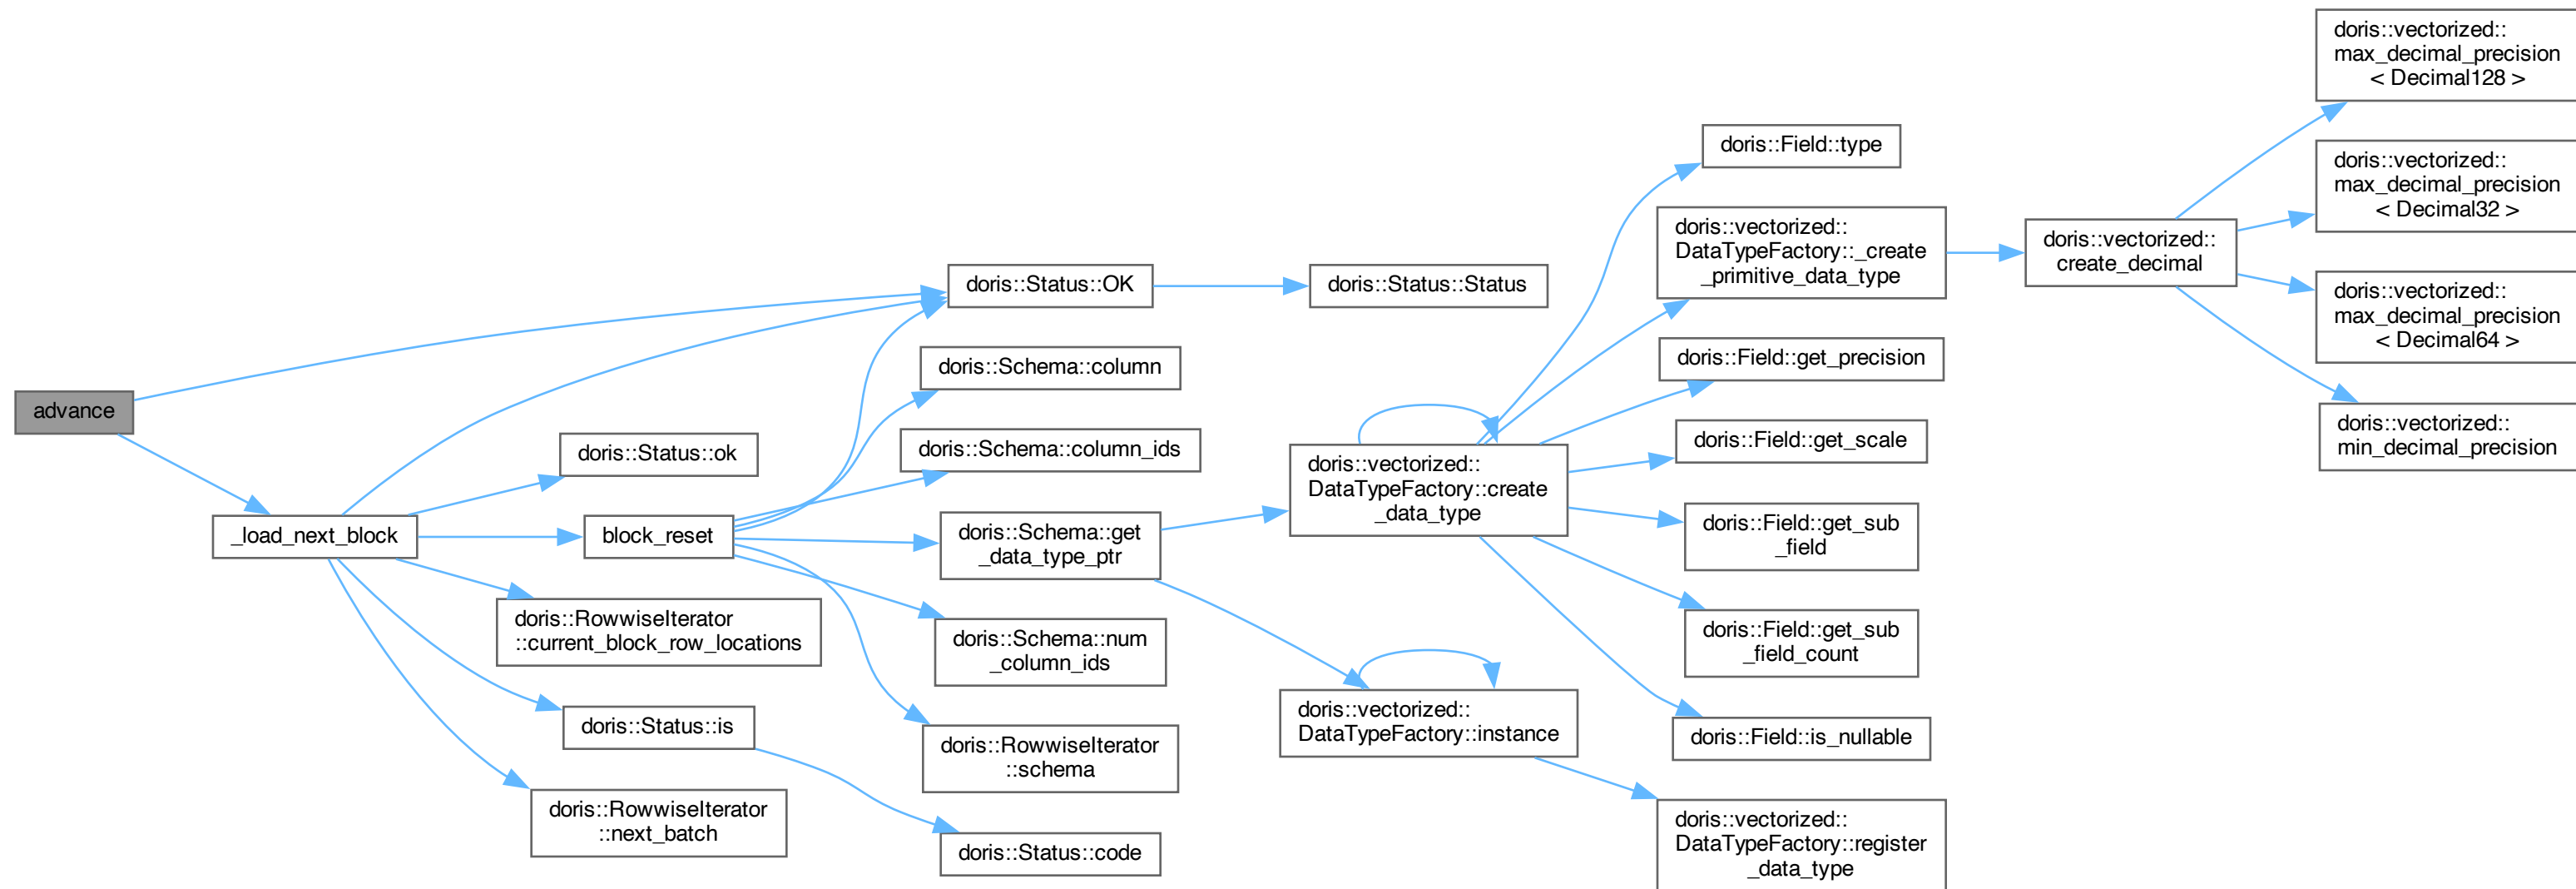 advance
_load_next_block
doris::Status::ok
block_reset
doris::RowwiseIterator
::current_block_row_locations
doris::Status::is
doris::RowwiseIterator
::next_batch
doris::Status::OK
doris::Schema::column
doris::Schema::column_ids
doris::Schema::get
_data_type_ptr
doris::Schema::num
_column_ids
doris::RowwiseIterator
::schema
doris::Status::code
doris::Status::Status
doris::vectorized::
DataTypeFactory::create
_data_type
doris::vectorized::
DataTypeFactory::instance
doris::Field::type
doris::vectorized::
DataTypeFactory::_create
_primitive_data_type
doris::Field::get_precision
doris::Field::get_scale
doris::Field::get_sub
_field
doris::Field::get_sub
_field_count
doris::Field::is_nullable
doris::vectorized::
DataTypeFactory::register
_data_type
doris::vectorized::
create_decimal
doris::vectorized::
max_decimal_precision
< Decimal128 >
doris::vectorized::
max_decimal_precision
< Decimal32 >
doris::vectorized::
max_decimal_precision
< Decimal64 >
doris::vectorized::
min_decimal_precision